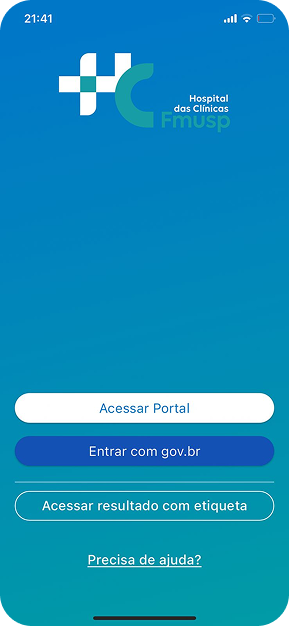 21:41
HC
Hospital
das Clínicas
Fmusp
Acessar Portal
Entrar com gov.br
Acessar resultado com etiqueta
Precisa de ajuda?